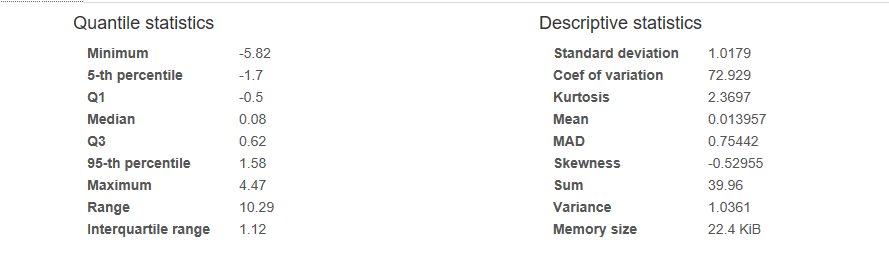 Quantile statistics
Minimum -5.82
5-th percentile -1.7
Q1 -0.5
Median 0.08
Q3 0.62
95-th percentile 1.58
Maximum 4.47
Range 10.29
Interquartile range 1.12
Descriptive statistics
Standard deviation 1.0179
Coef of variation 72.929
Kurtosis 2.3697
Mean 0.013957
MAD 0.75442
Skewness -0.52955
Sum 39.96
Variance 1.0361
Memory size 22.4 KiB